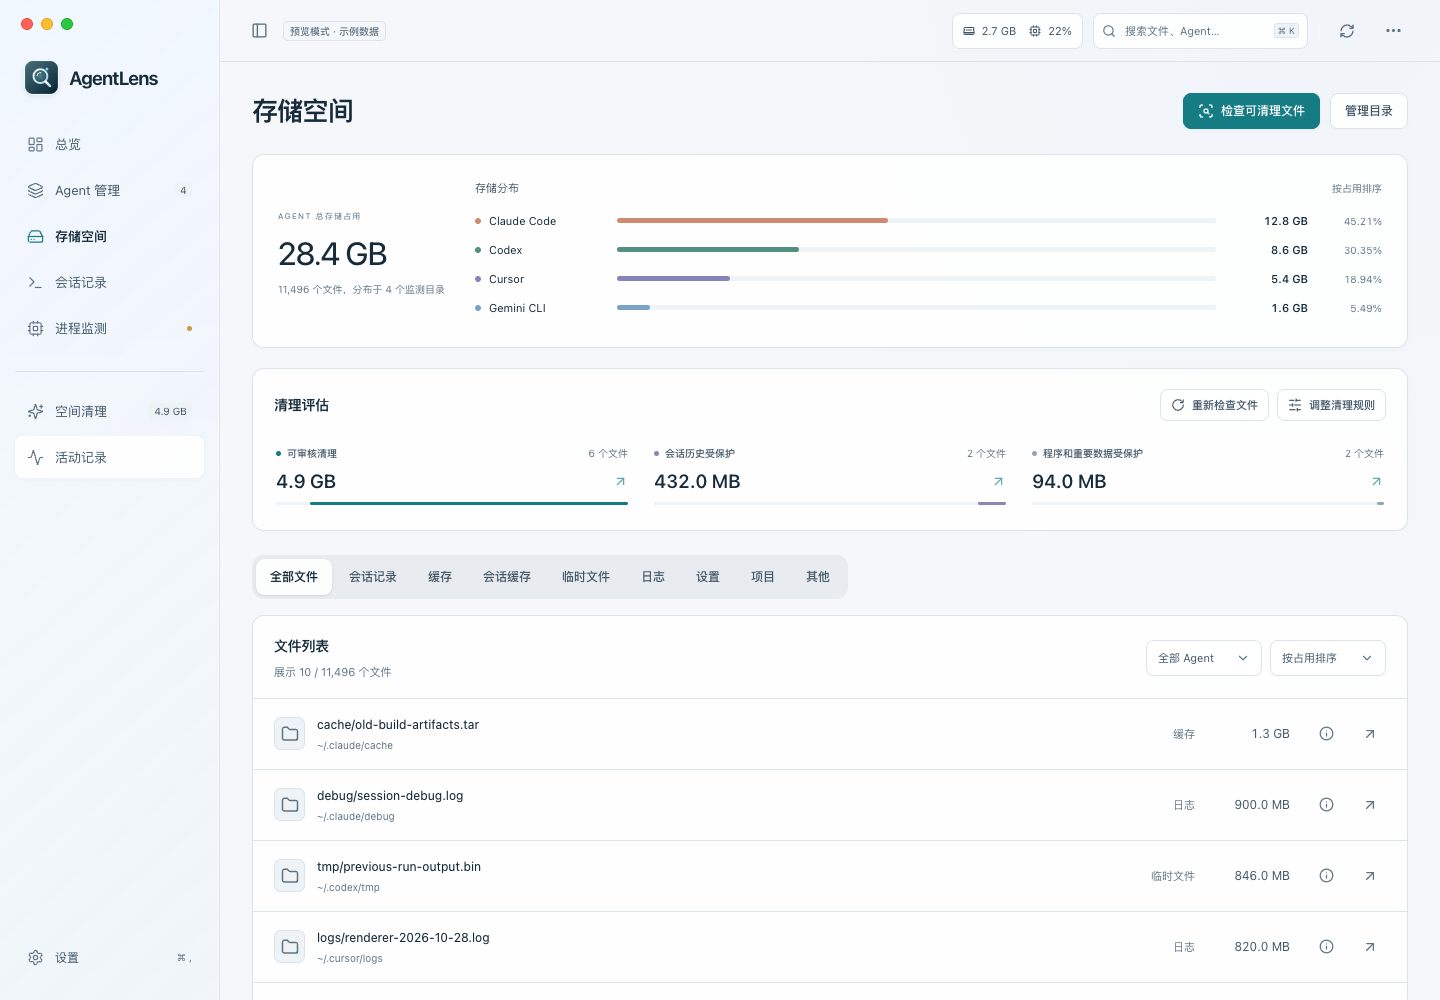 预览模式 · 示例数据
2.7 GB
22%
搜索文件、Agent...
⌘ K
AgentLens
总览
Agent 管理
4
存储空间
会话记录
进程监测
空间清理
4.9 GB
活动记录
设置
⌘ ,
存储空间
检查可清理文件
管理目录
AGENT 总存储占用
28.4 GB
11,496 个文件，分布于 4 个监测目录
存储分布
按占用排序
Claude Code 12.8 GB 45.21%
Codex 8.6 GB 30.35%
Cursor 5.4 GB 18.94%
Gemini CLI 1.6 GB 5.49%
清理评估
重新检查文件
调整清理规则
可审核清理 6 个文件
4.9 GB
会话历史受保护 2 个文件
432.0 MB
程序和重要数据受保护 2 个文件
94.0 MB
全部文件 会话记录 缓存 会话缓存 临时文件 日志 设置 项目 其他
文件列表
展示 10 / 11,496 个文件
全部 Agent
按占用排序
cache/old-build-artifacts.tar
~/.claude/cache
缓存 1.3 GB
debug/session-debug.log
~/.claude/debug
日志 900.0 MB
tmp/previous-run-output.bin
~/.codex/tmp
临时文件 846.0 MB
logs/renderer-2026-10-28.log
~/.cursor/logs
日志 820.0 MB